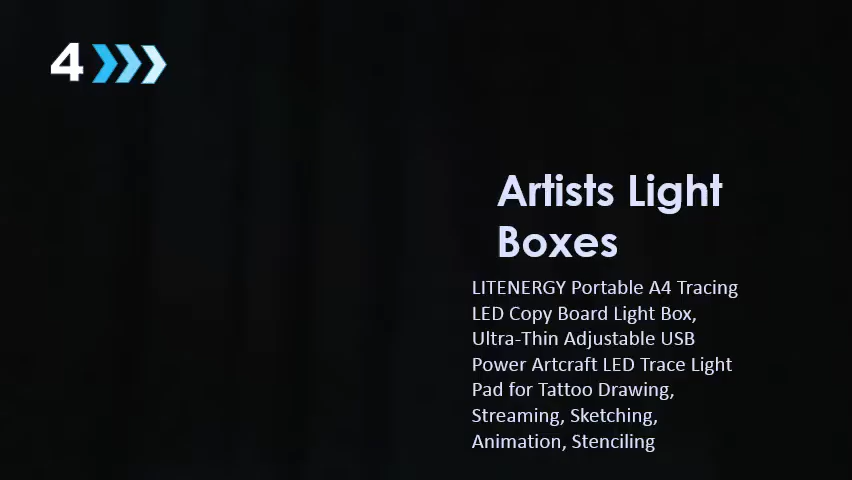 4
Artists Light
Boxes
LITENERGY Portable A4 Tracing
LED Copy Board Light Box,
Ultra-Thin Adjustable USB
Power Artcraft LED Trace Light
Pad for Tattoo Drawing,
Streaming, Sketching,
Animation, Stenciling